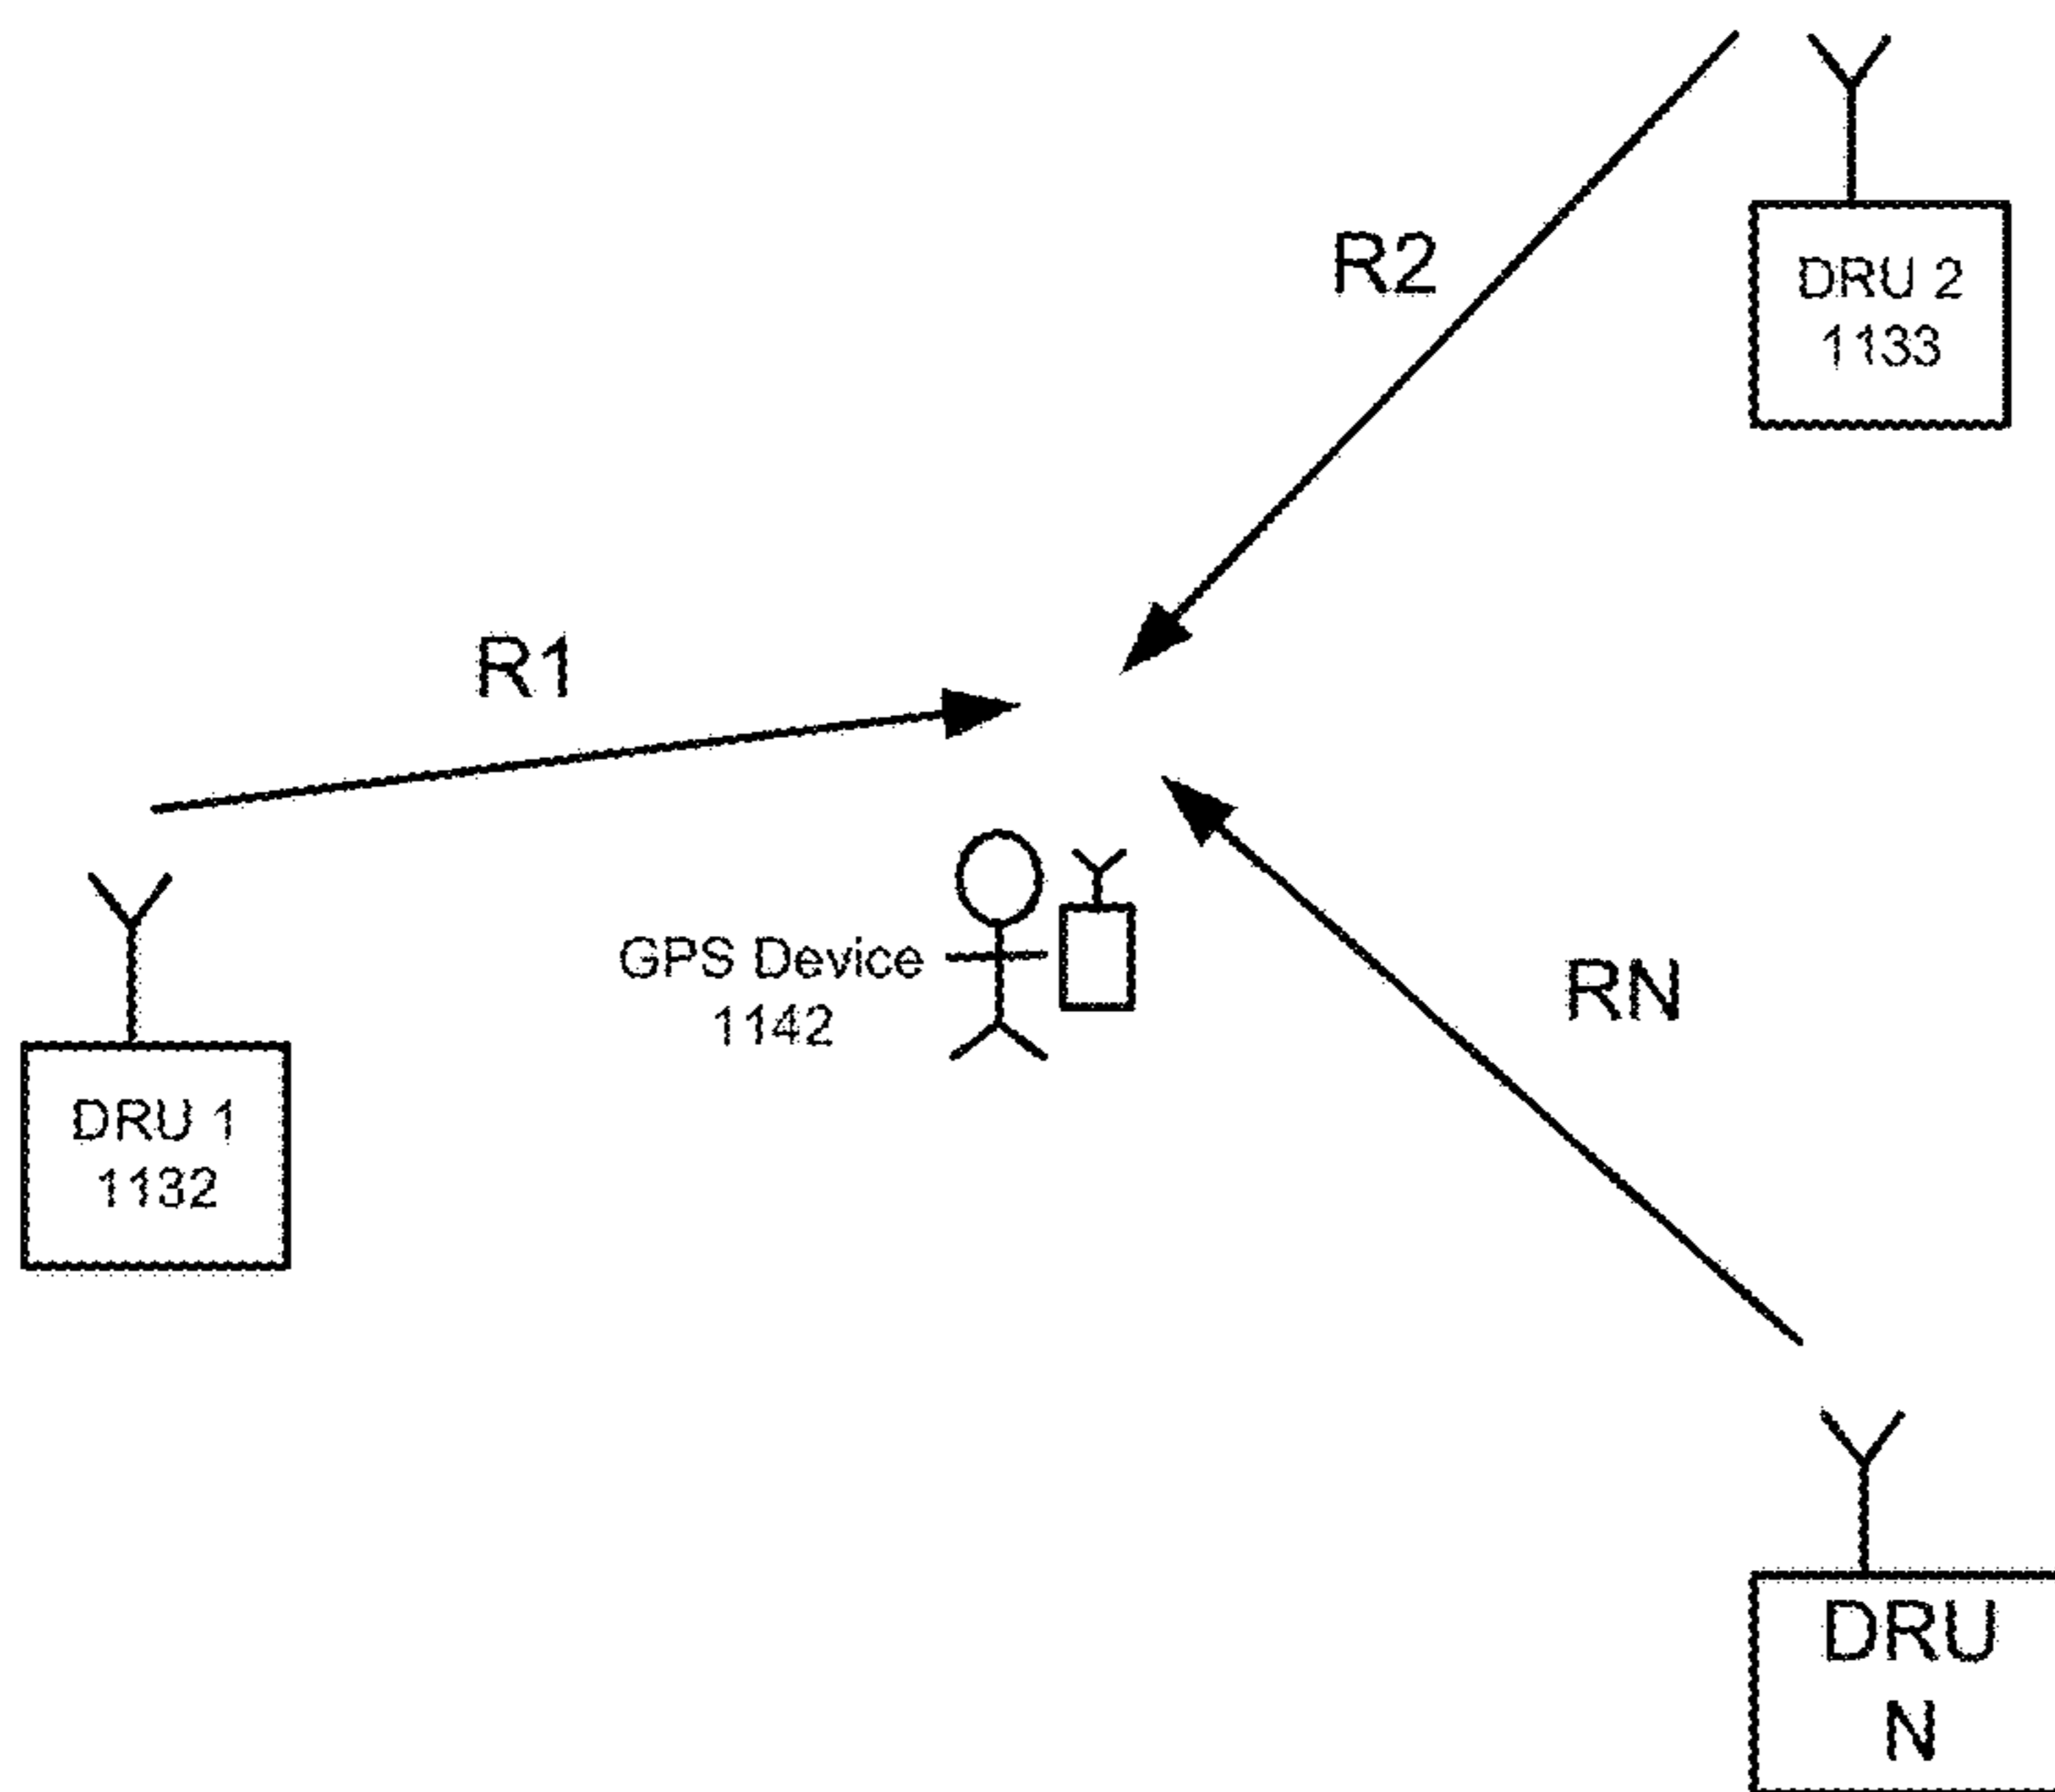 R2
DRU 2
1133
R1
GPS Device
1142
RN
DRU 1
1132
DRU
N